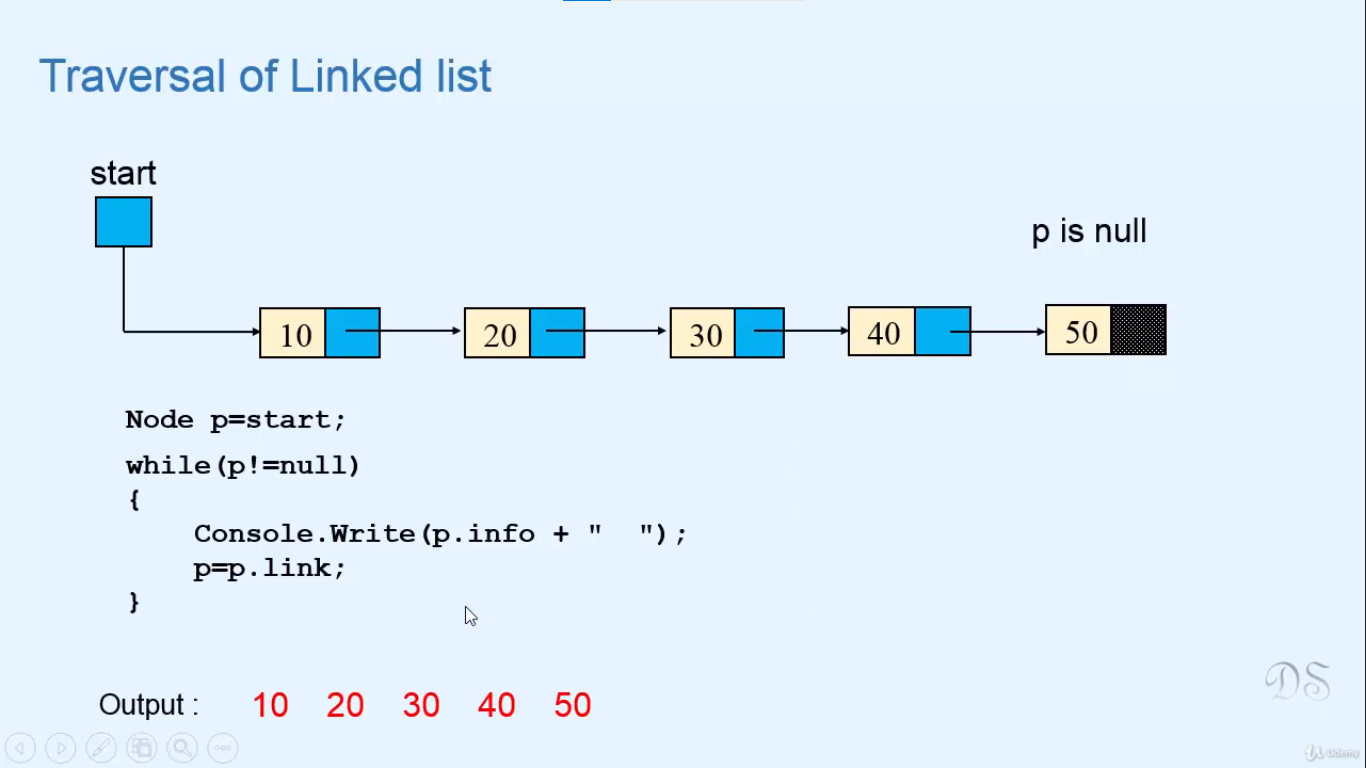 Traversal of Linked list
start
p is null
10 20 30 40 50
Node p=start;
while(p!=null)
{
    Console.Write(p.info + "  ");
    p=p.link;
}
Output : 10 20 30 40 50
DS
Udemy